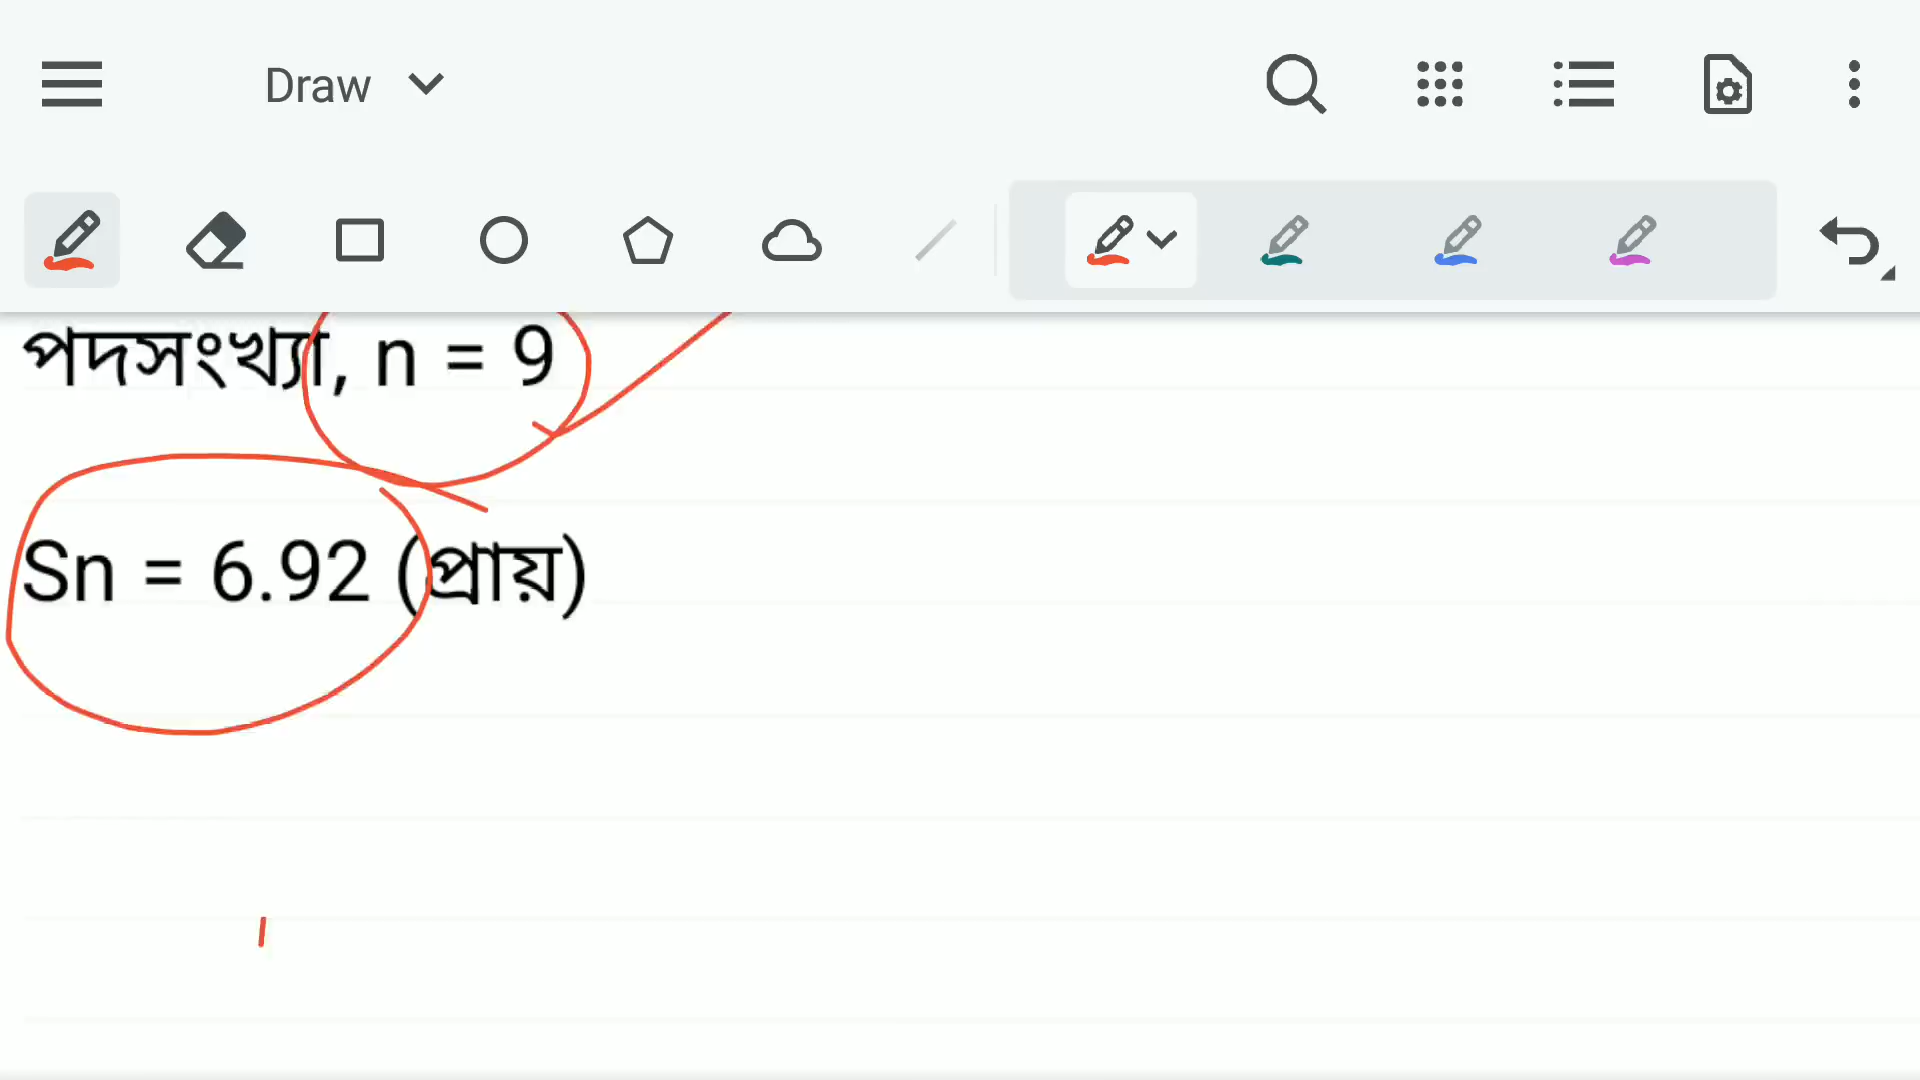 Draw
পদসংখ্যা, n = 9
Sn = 6.92 (প্রায়)